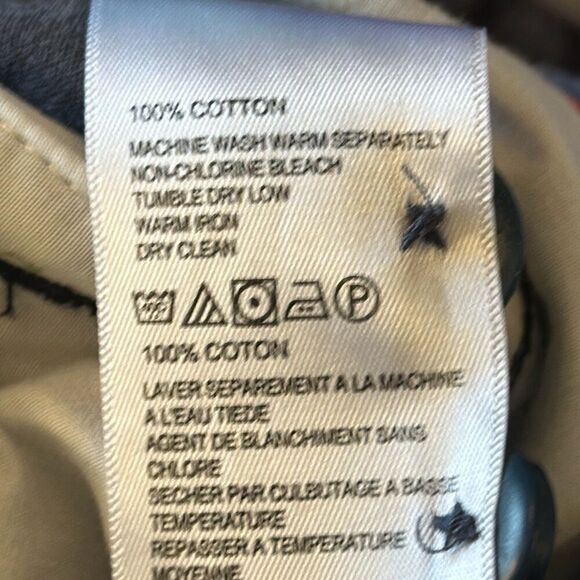 100% COTTON
MACHINE WASH WARM SEPARATELY
NON-CHLORINE BLEACH
TUMBLE DRY LOW
WARM IRON
DRY CLEAN
P
100% COTON
LAVER SEPAREMENT A LA MACHINE
A L'EAU TIEDE
AGENT DE BLANCHIMENT SANS
CHLORE
SECHER PAR CULBUTAGE A BASSE
TEMPERATURE
REPASSER A TEMPERATURE
MOYENNE